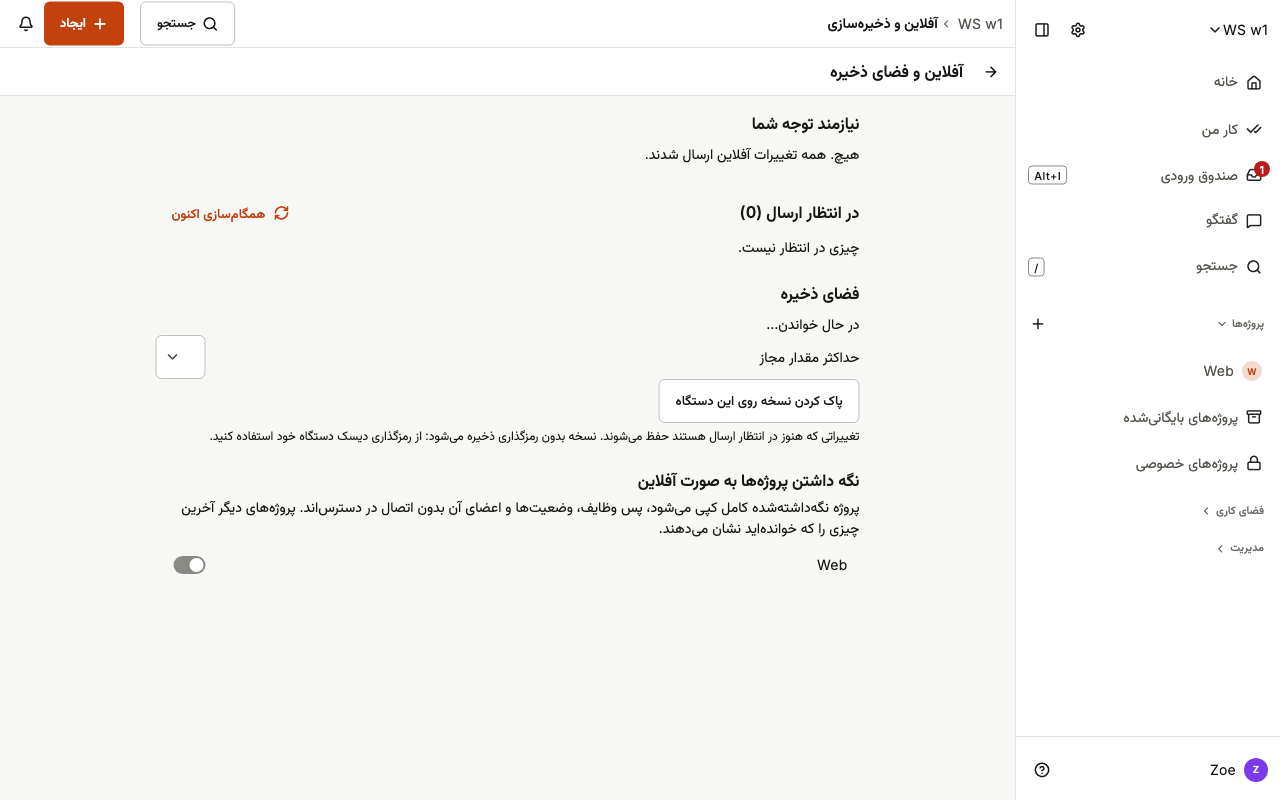 WS w1
خانه
کار من
صندوق ورودی
1
Alt+I
گفتگو
جستجو
/
پروژه‌ها
W
Web
پروژه‌های بایگانی‌شده
پروژه‌های خصوصی
فضای کاری
مدیریت
Z
Zoe
WS w1 › آفلاین و ذخیره‌سازی
جستجو
ایجاد
آفلاین و فضای ذخیره
نیازمند توجه شما
هیچ. همه تغییرات آفلاین ارسال شدند.
در انتظار ارسال (0)
همگام‌سازی اکنون
چیزی در انتظار نیست.
فضای ذخیره
در حال خواندن...
حداکثر مقدار مجاز
پاک کردن نسخه روی این دستگاه
تغییراتی که هنوز در انتظار ارسال هستند حفظ می‌شوند. نسخه بدون رمزگذاری ذخیره می‌شود: از رمزگذاری دیسک دستگاه خود استفاده کنید.
نگه داشتن پروژه‌ها به صورت آفلاین
پروژه نگه‌داشته‌شده کامل کپی می‌شود، پس وظایف، وضعیت‌ها و اعضای آن بدون اتصال در دسترس‌اند. پروژه‌های دیگر آخرین
چیزی را که خوانده‌اید نشان می‌دهند.
Web